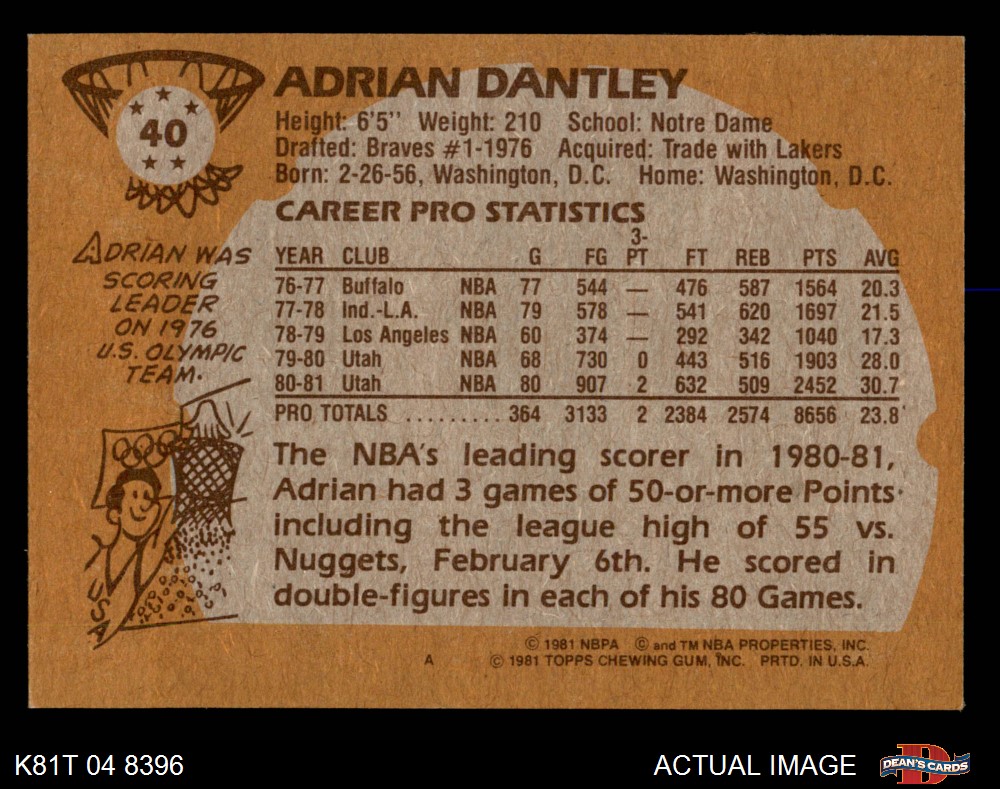 40
ADRIAN DANTLEY
Height: 6'5'' Weight: 210 School: Notre Dame
Drafted: Braves #1-1976 Acquired: Trade with Lakers
Born: 2-26-56, Washington, D.C. Home: Washington, D.C.
CAREER PRO STATISTICS
YEAR CLUB G FG 3-PT FT REB PTS AVG
76-77 Buffalo NBA 77 544 — 476 587 1564 20.3
77-78 Ind.-L.A. NBA 79 578 — 541 620 1697 21.5
78-79 Los Angeles NBA 60 374 — 292 342 1040 17.3
79-80 Utah NBA 68 730 0 443 516 1903 28.0
80-81 Utah NBA 80 907 2 632 509 2452 30.7
PRO TOTALS ......... 364 3133 2 2384 2574 8656 23.8
ADRIAN WAS
SCORING
LEADER
ON 1976
U.S. OLYMPIC
TEAM.
USA
The NBA's leading scorer in 1980-81,
Adrian had 3 games of 50-or-more Points
including the league high of 55 vs.
Nuggets, February 6th. He scored in
double-figures in each of his 80 Games.
© 1981 NBPA © and TM NBA PROPERTIES, INC.
A © 1981 TOPPS CHEWING GUM, INC. PRTD. IN U.S.A.
K81T 04 8396
ACTUAL IMAGE
DEAN'S CARDS